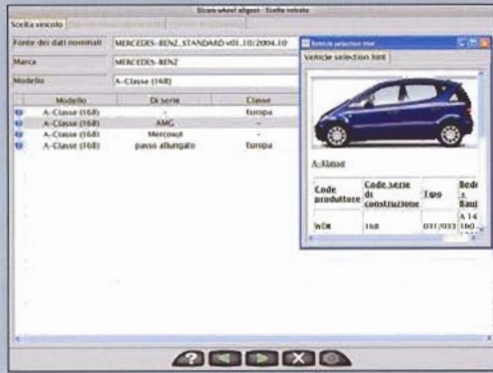 Sicam wheel aligner - Scelta veicolo
Scelta veicolo
Fonte dei dati nominali MERCEDES-BENZ_STANDARD v01.10/2004.10
Marca MERCEDES-BENZ
Modello A-Classe (168)
Modello Di serie Classe
A-Classe (168) - Europa
A-Classe (168) AMG -
A-Classe (168) Mercosul -
A-Classe (168) passo allungato Europa
Vehicle selection hint
Vehicle selection hint
A-Klasse
Code produttore
Code serie di costruzione
Tipo
WDB 168 031/033
?